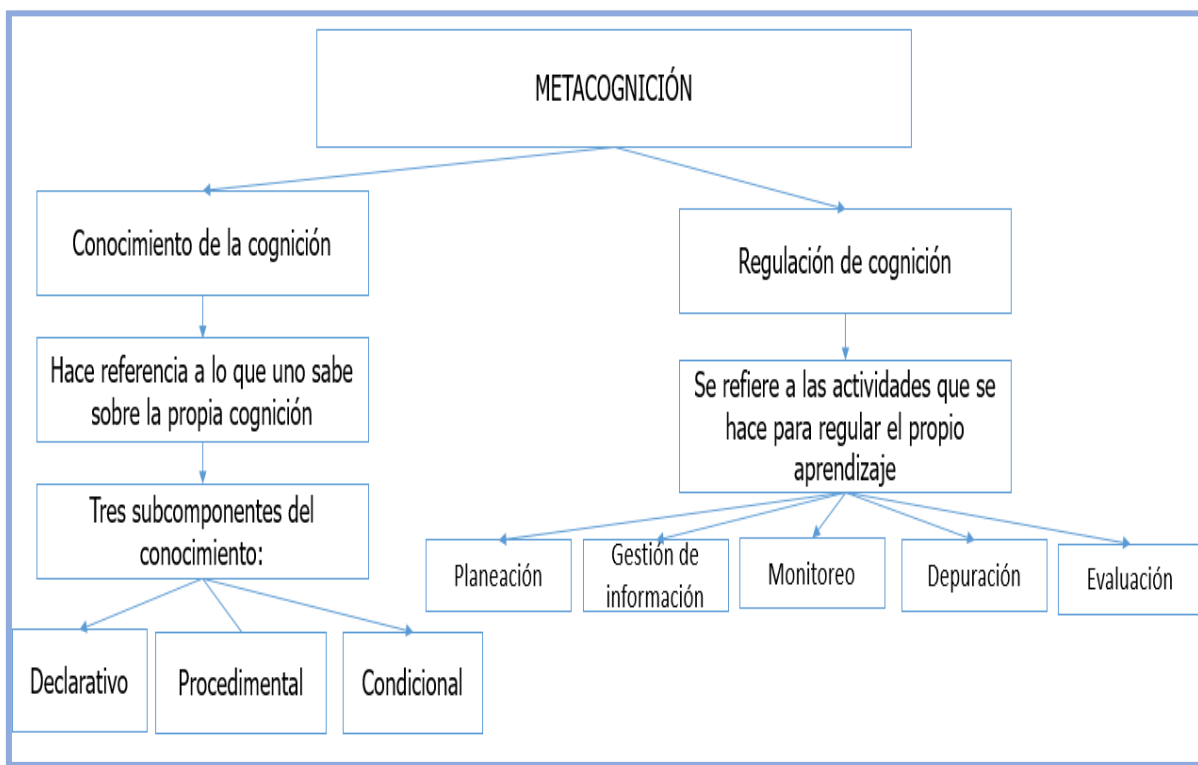 METACOGNICIÓN
Conocimiento de la cognición
Hace referencia a lo que uno sabe
sobre la propia cognición
Tres subcomponentes del
conocimiento:
Declarativo
Procedimental
Condicional
Regulación de cognición
Se refiere a las actividades que se
hace para regular el propio
aprendizaje
Planeación
Gestión de
información
Monitoreo
Depuración
Evaluación